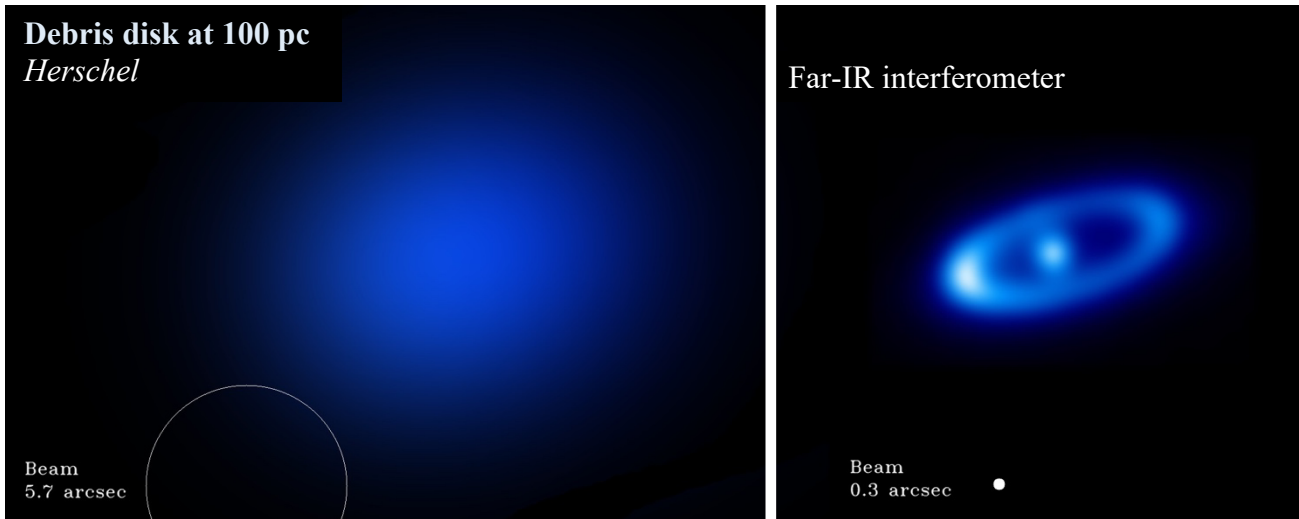 Debris disk at 100 pc
Herschel
Beam
5.7 arcsec
Far-IR interferometer
Beam
0.3 arcsec